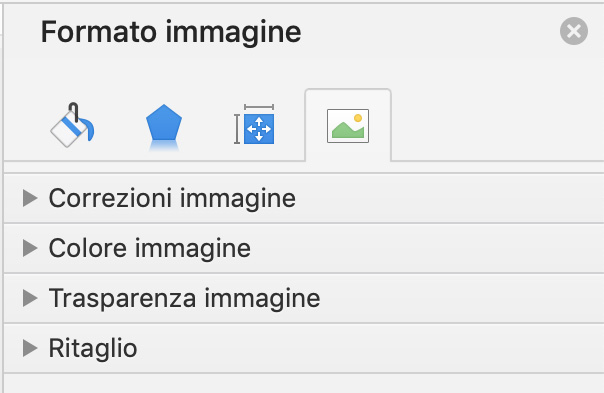 Formato immagine
Correzioni immagine
Colore immagine
Trasparenza immagine
Ritaglio